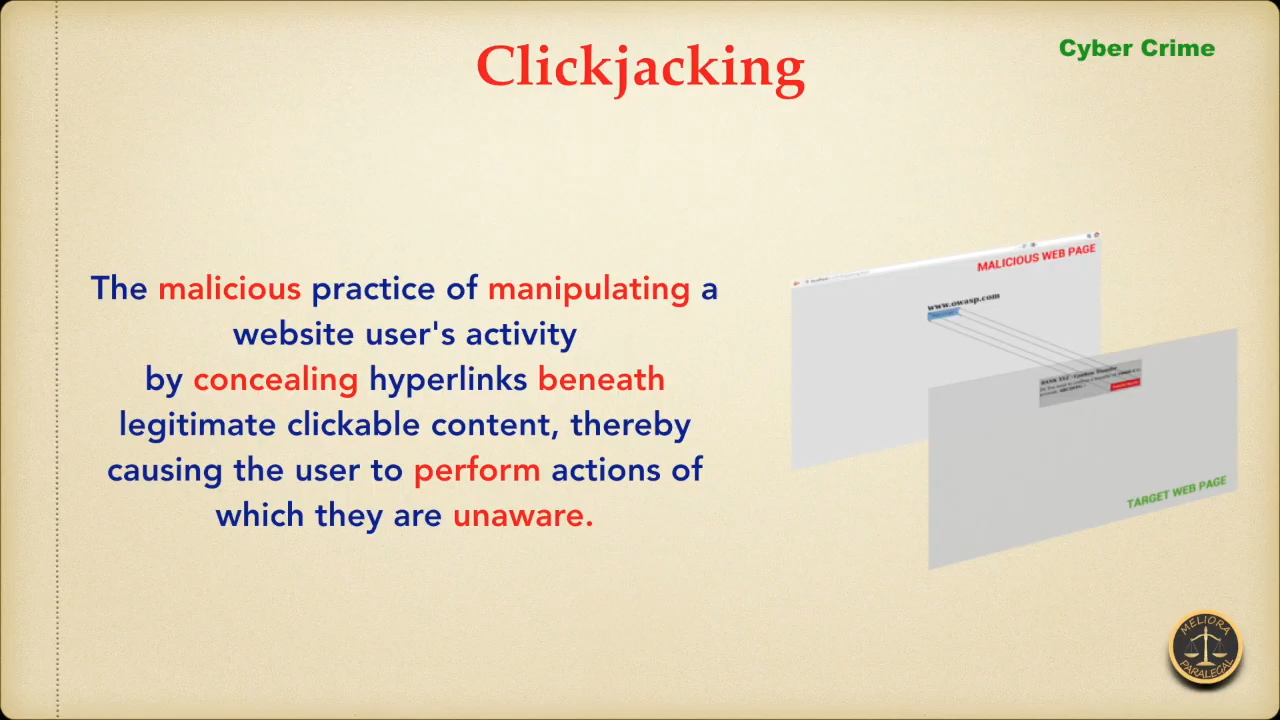 Clickjacking
Cyber Crime
The malicious practice of manipulating a
website user's activity
by concealing hyperlinks beneath
legitimate clickable content, thereby
causing the user to perform actions of
which they are unaware.
MALICIOUS WEB PAGE
www.owasp.com
TARGET WEB PAGE
MELIORA
PARALEGAL